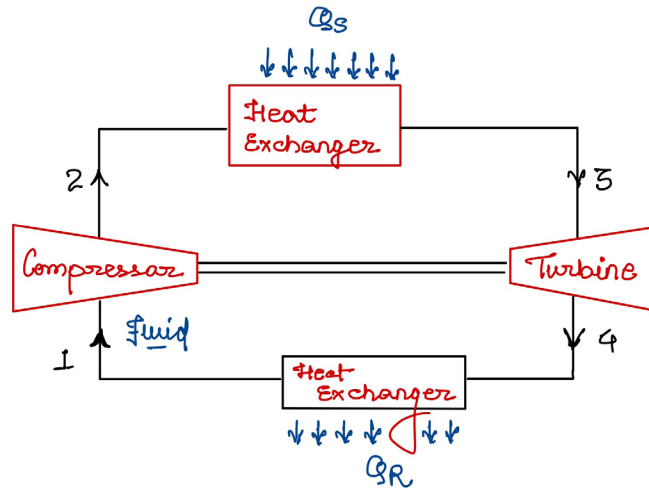 QS
Heat
Exchanger
2
3
Compressar
Turbine
1
Fluid
4
Heat
Exchanger
QR